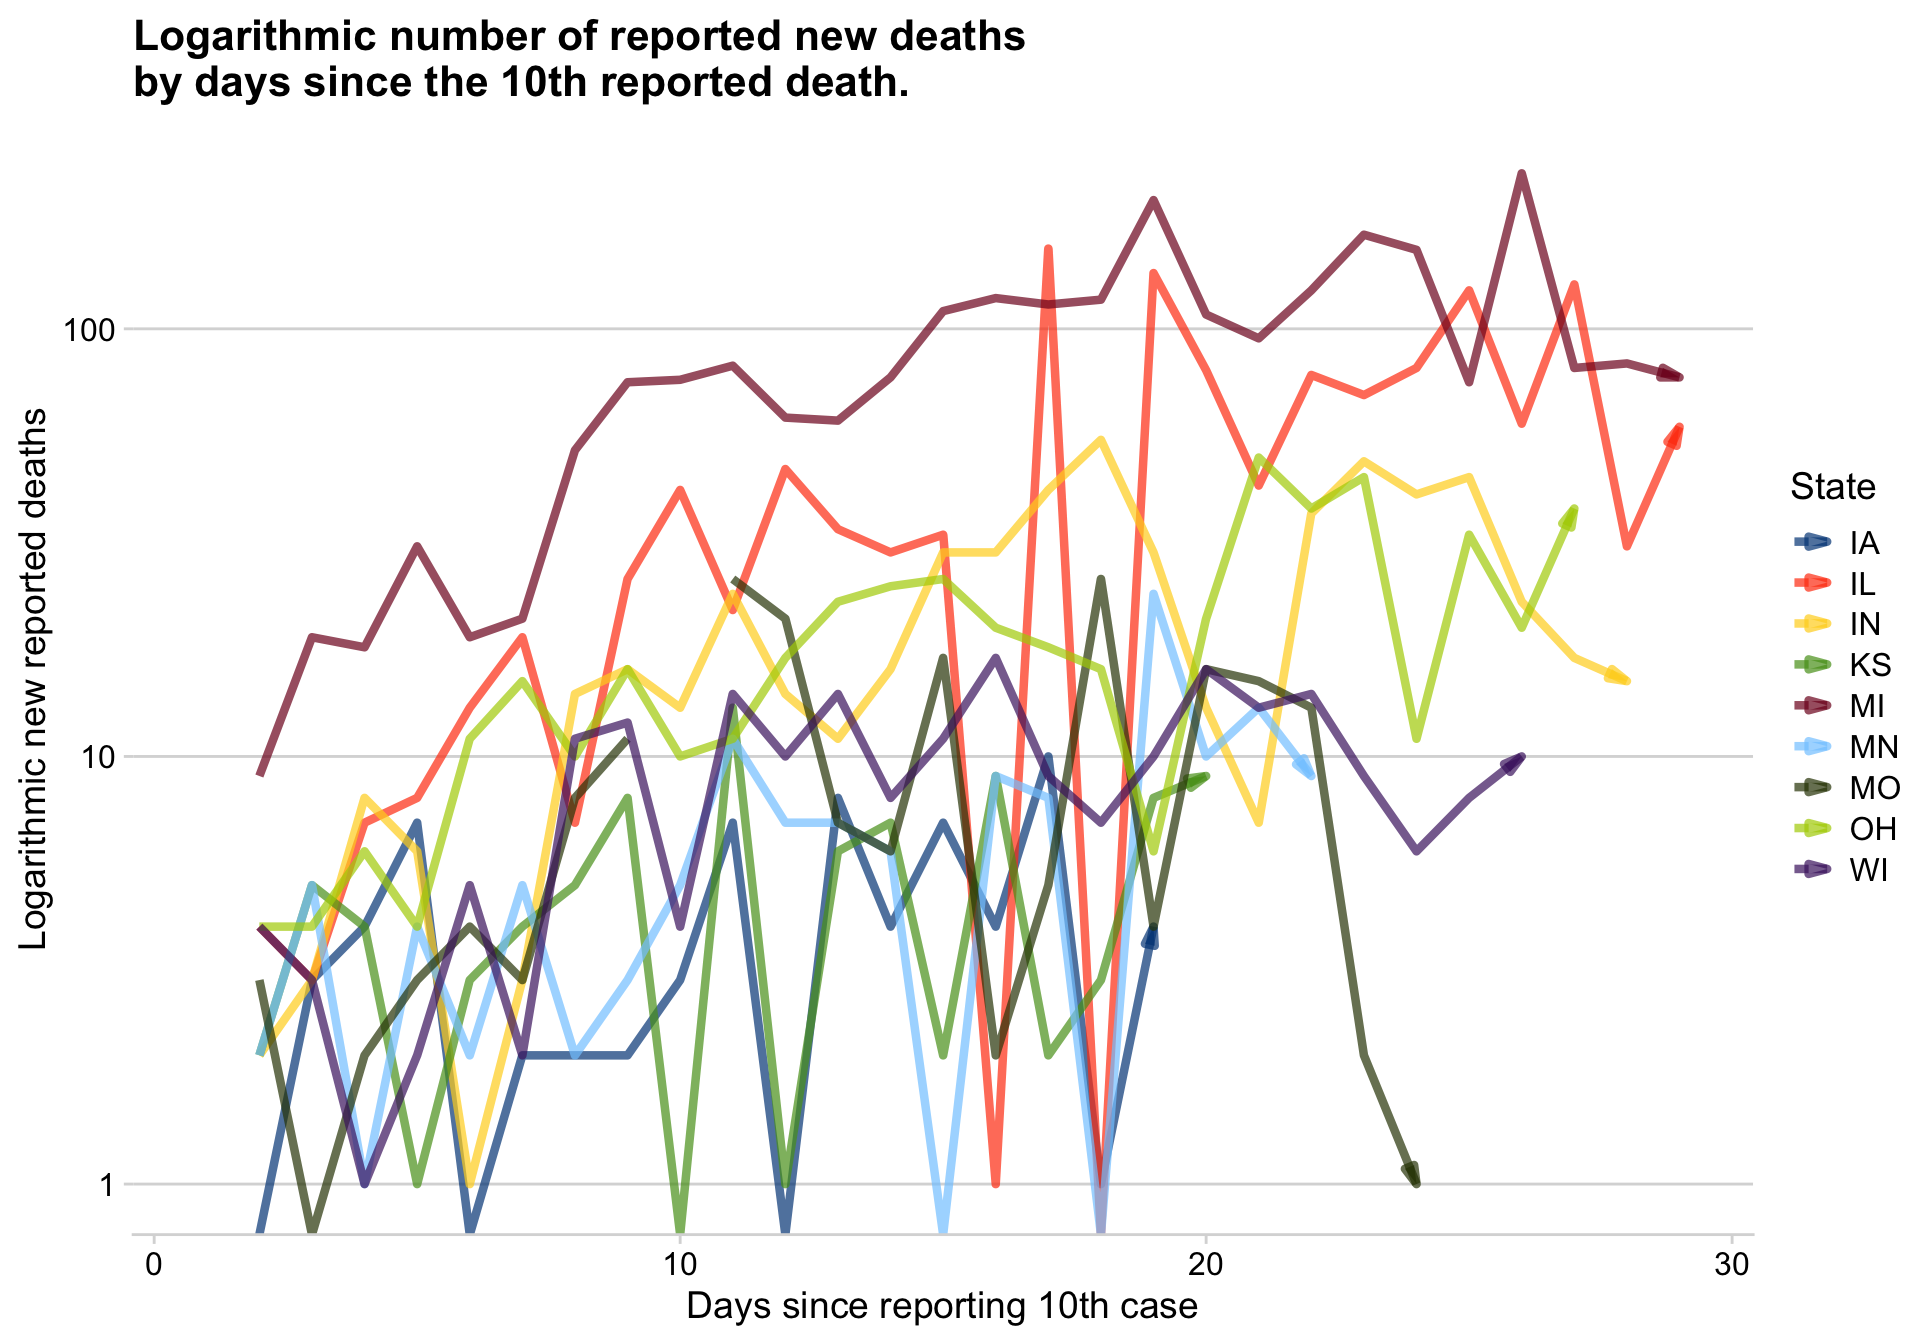 Logarithmic number of reported new deaths
by days since the 10th reported death.
Logarithmic new reported deaths
100
10
1
0
10
20
30
Days since reporting 10th case
State
IA
IL
IN
KS
MI
MN
MO
OH
WI